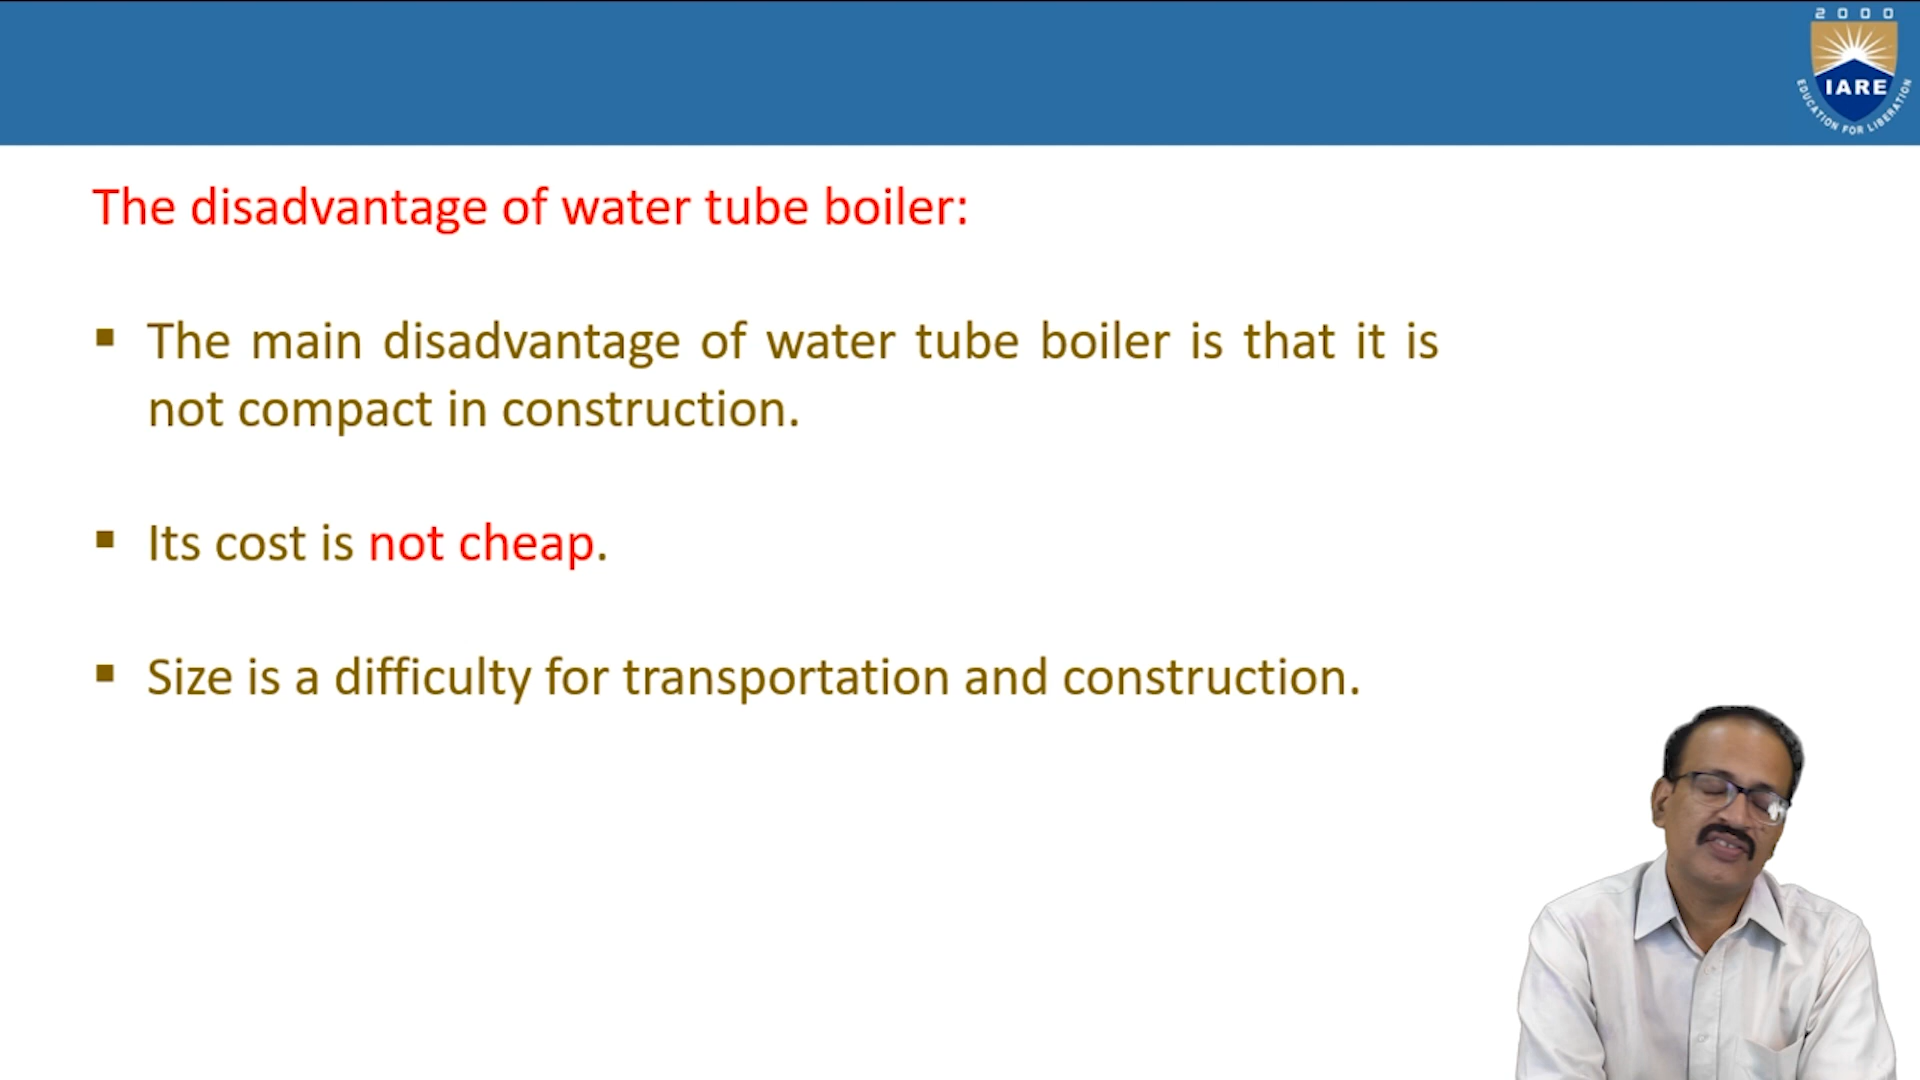 2000
IARE
EDUCATION FOR LIBERATION
The disadvantage of water tube boiler:
▪ The main disadvantage of water tube boiler is that it is
not compact in construction.
▪ Its cost is not cheap.
▪ Size is a difficulty for transportation and construction.